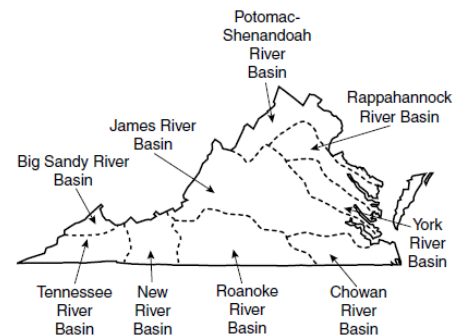 Potomac-
Shenandoah
River
Basin
Rappahannock
River Basin
James River
Basin
Big Sandy River
Basin
York
River
Basin
Tennessee
River
Basin
New
River
Basin
Roanoke
River
Basin
Chowan
River
Basin